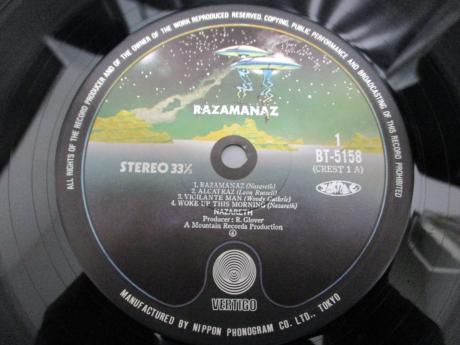 ALL RIGHTS OF THE RECORD PRODUCER AND OF THE OWNER OF THE WORK REPRODUCED RESERVED. COPYING, PUBLIC PERFORMANCE AND BROADCASTING OF THIS RECORD PROHIBITED
RAZAMANAZ
1
STEREO 33⅓
BT-5158
(CREST 1 A)
1. RAZAMANAZ (Nazareth)
2. ALCATRAZ (Leon Russell)
3. VIGILANTE MAN (Woody Guthrie)
4. WOKE UP THIS MORNING (Nazareth)
NAZARETH
Producer : R. Glover
A Mountain Records Production
VERTIGO
MANUFACTURED BY NIPPON PHONOGRAM CO. LTD., TOKYO